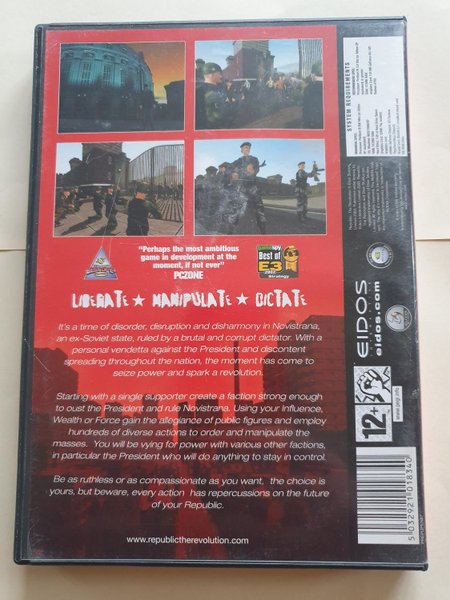 "Perhaps the most ambitious
game in development at the
moment, if not ever"
PCZONE
Best of
E3
Strategy
LIBERATE ★ MANIPULATE ★ DICTATE
It's a time of disorder, disruption and disharmony in Novistrana,
an ex-Soviet state, ruled by a brutal and corrupt dictator. With a
personal vendetta against the President and discontent
spreading throughout the nation, the moment has come to
seize power and spark a revolution.
Starting with a single supporter create a faction strong enough
to oust the President and rule Novistrana. Using your Influence,
Wealth or Force gain the allegiance of public figures and employ
hundreds of diverse actions to order and manipulate the
masses. You will be vying for power with various other factions,
in particular the President who will do anything to stay in control.
Be as ruthless or as compassionate as you want, the choice is
yours, but beware, every action has repercussions on the future
of your Republic.
www.republictherevolution.com
SYSTEM REQUIREMENTS
EIDOS
eidos.com
12+
www.pegi.info
5 032921 018340